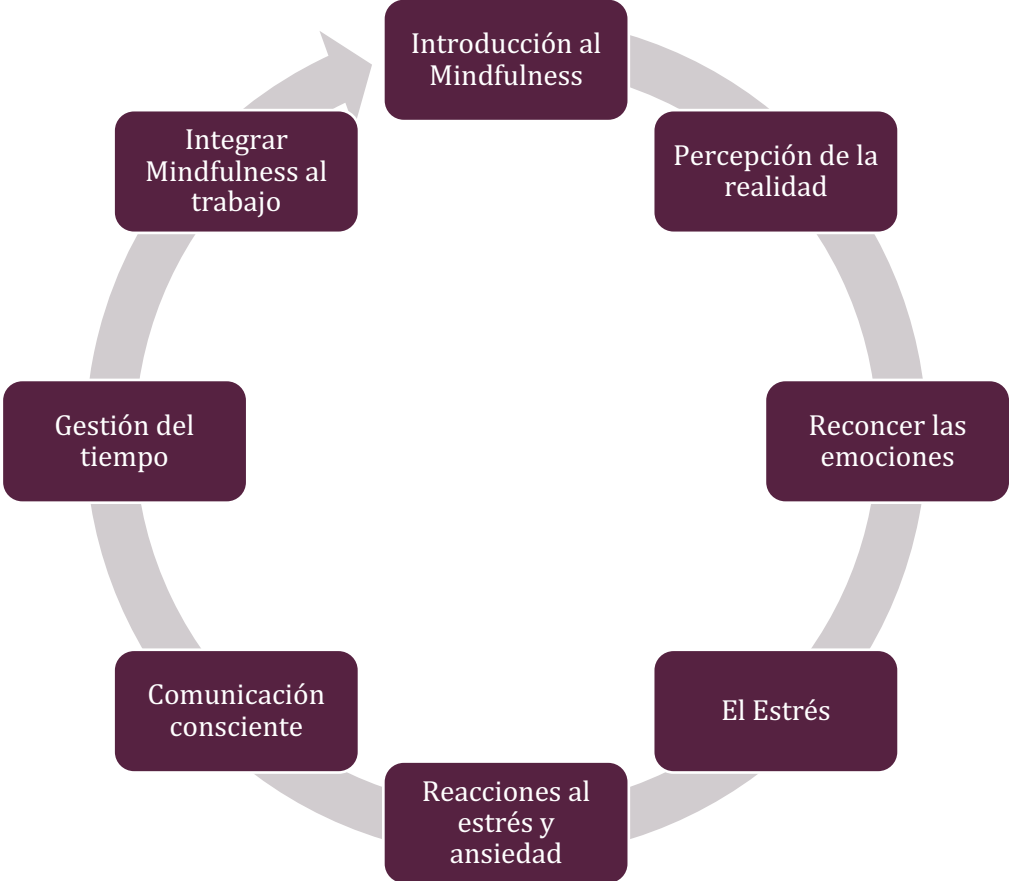 Introducción al
Mindfulness
Percepción de la
realidad
Reconcer las
emociones
El Estrés
Reacciones al
estrés y
ansiedad
Comunicación
consciente
Gestión del
tiempo
Integrar
Mindfulness al
trabajo